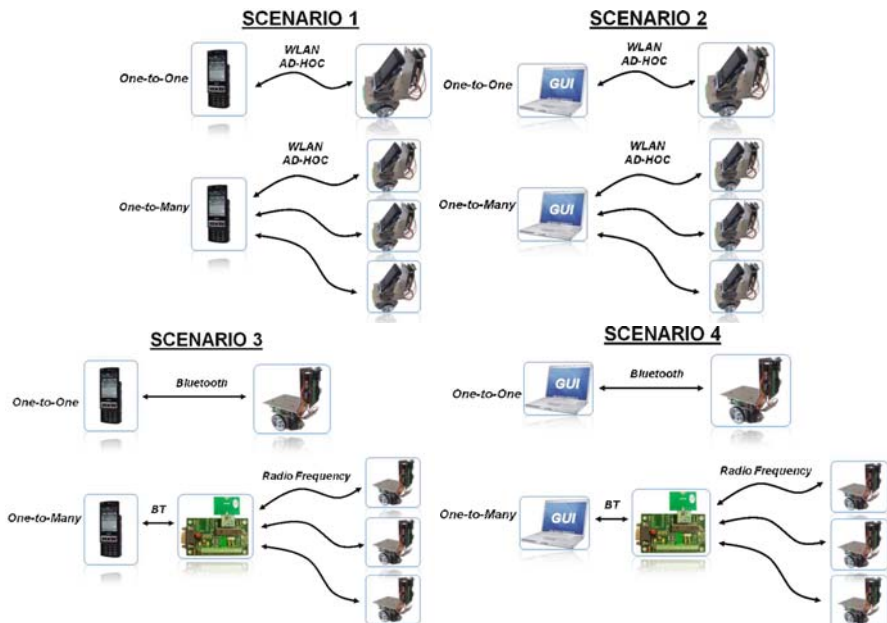 SCENARIO 1
WLAN
AD-HOC
One-to-One
WLAN
AD-HOC
One-to-Many
SCENARIO 2
WLAN
AD-HOC
One-to-One
GUI
WLAN
AD-HOC
One-to-Many
GUI
SCENARIO 3
One-to-One
Bluetooth
Radio Frequency
One-to-Many
BT
SCENARIO 4
One-to-One
GUI
Bluetooth
Radio Frequency
One-to-Many
GUI
BT